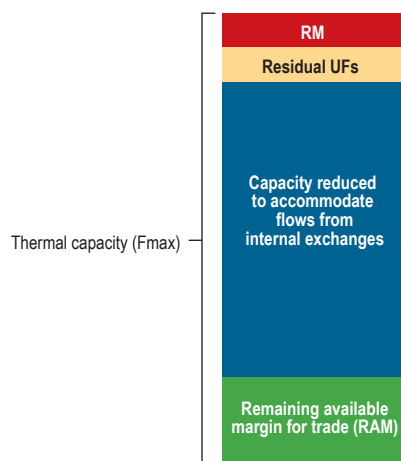 RM
Residual UFs
Capacity reduced
to accommodate
flows from
internal exchanges
Thermal capacity (Fmax)
Remaining available
margin for trade (RAM)